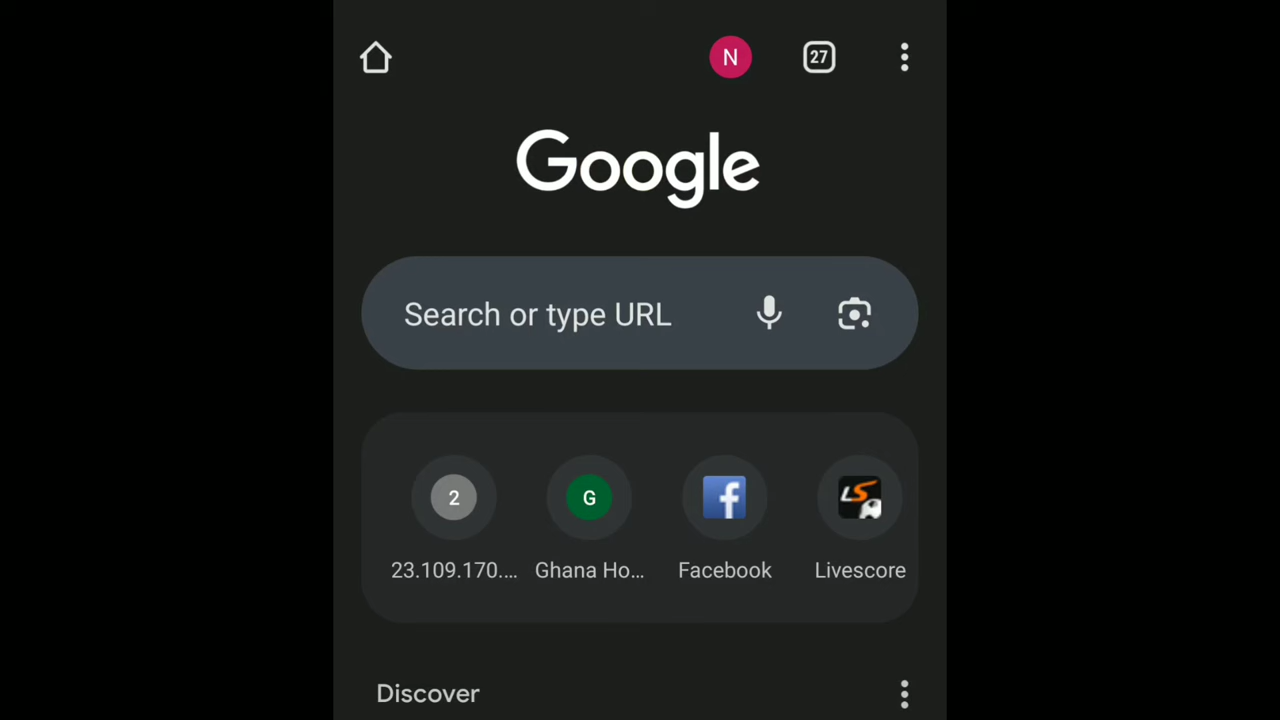 N
27
Google
Search or type URL
2
G
23.109.170....
Ghana Ho...
Facebook
Livescore
Discover